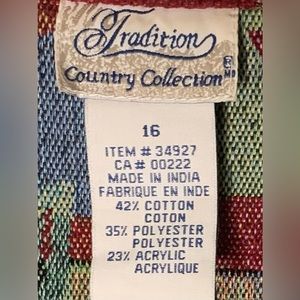 Tradition
Country Collection
16
ITEM # 34927
CA # 00222
MADE IN INDIA
FABRIQUE EN INDE
42% COTTON
COTON
35% POLYESTER
POLYESTER
23% ACRYLIC
ACRYLIQUE